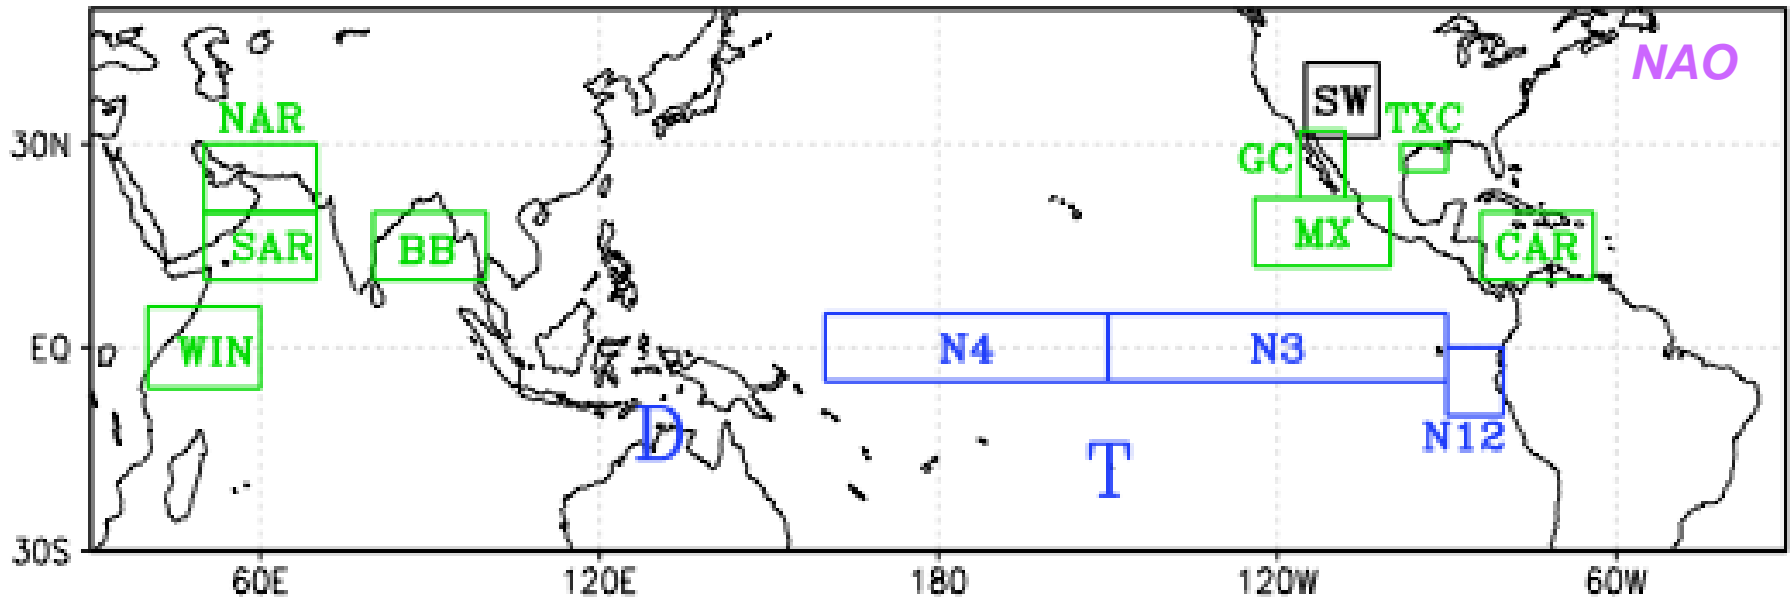 NAO
SW
NAR
TXC
30N
GC
SAR
BB
MX
CAR
EQ
WIN
N4
N3
D
T
N12
30S
60E
120E
180
120W
60W